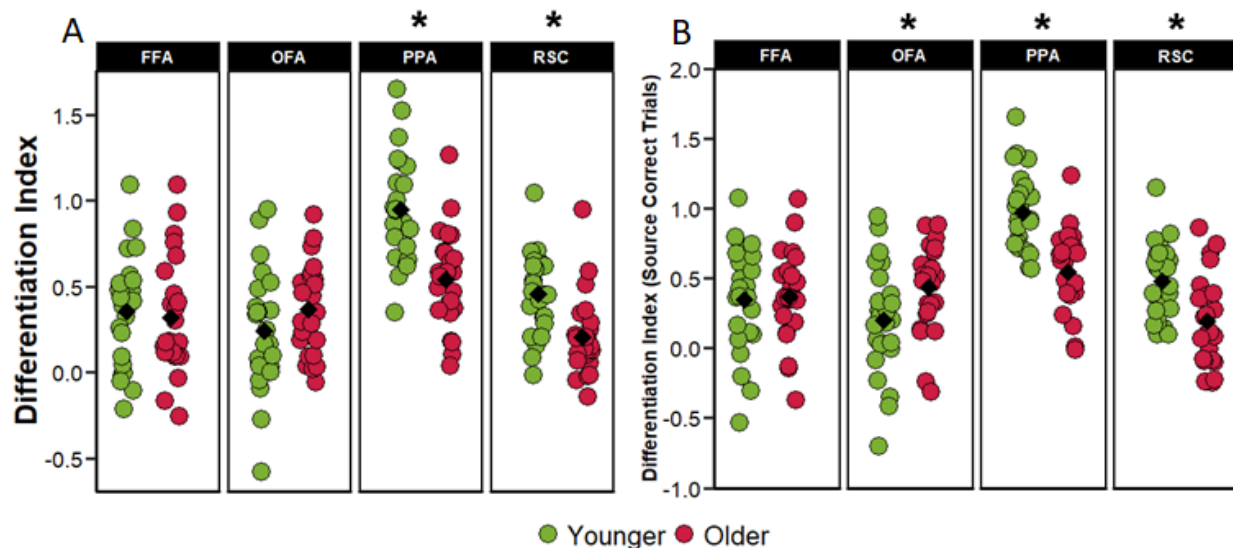 A
* *
FFA OFA PPA RSC
Differentiation Index
1.5
1.0
0.5
0.0
-0.5
B
* * *
FFA OFA PPA RSC
Differentiation Index (Source Correct Trials)
2.0
1.5
1.0
0.5
0.0
-0.5
-1.0
Younger Older